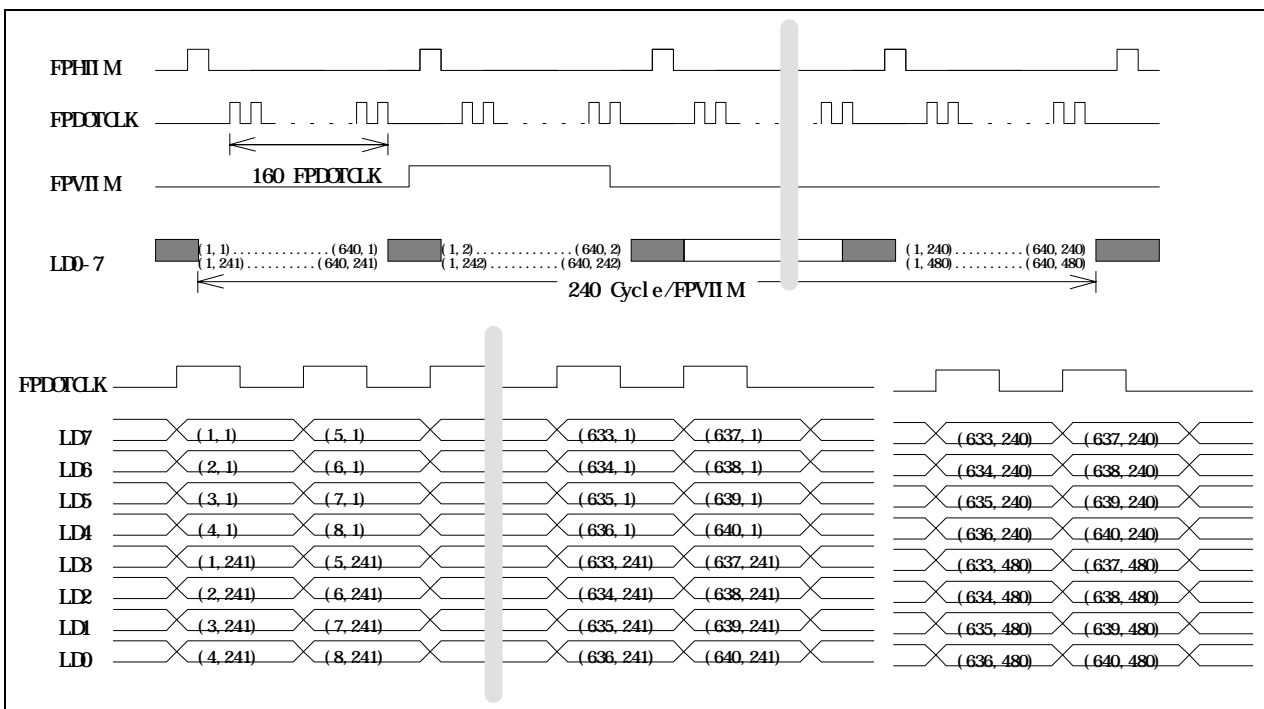 FPHTIM
FPDOTCLK
160 FPDOTCLK
FPVTIM
LD0-7
(1,1)............(640,1)
(1,241)..........(640,241)
(1,2)............(640,2)
(1,242)..........(640,242)
(1,240)..........(640,240)
(1,480)..........(640,480)
240 Cycle/FPVTIM
FPDOTCLK
LD7 (1,1) (5,1) (633,1) (637,1) (633,240) (637,240)
LD6 (2,1) (6,1) (634,1) (638,1) (634,240) (638,240)
LD5 (3,1) (7,1) (635,1) (639,1) (635,240) (639,240)
LD4 (4,1) (8,1) (636,1) (640,1) (636,240) (640,240)
LD3 (1,241) (5,241) (633,241) (637,241) (633,480) (637,480)
LD2 (2,241) (6,241) (634,241) (638,241) (634,480) (638,480)
LD1 (3,241) (7,241) (635,241) (639,241) (635,480) (639,480)
LD0 (4,241) (8,241) (636,241) (640,241) (636,480) (640,480)